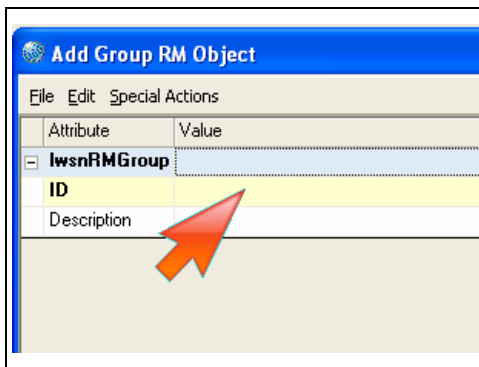 Add Group RM Object
File Edit Special Actions
Attribute Value
lwsnRMGroup
ID
Description